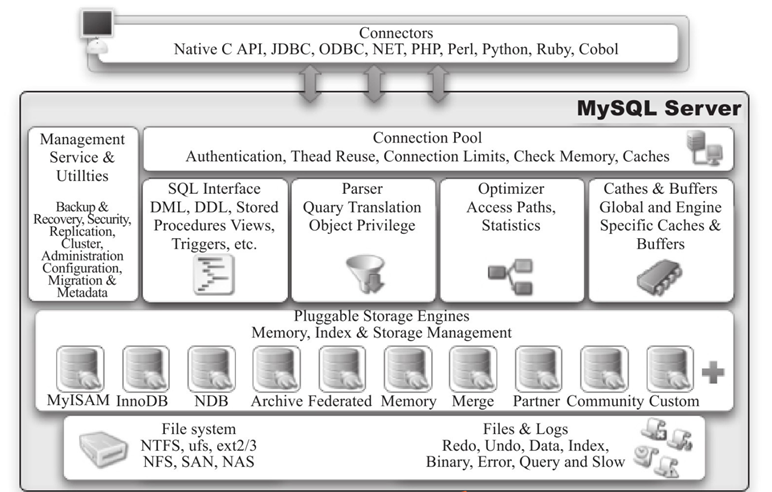 Connectors
Native C API, JDBC, ODBC, NET, PHP, Perl, Python, Ruby, Cobol
MySQL Server
Management
Service &
Utillties
Backup &
Recovery, Security,
Replication,
Cluster,
Administration
Configuration,
Migration &
Metadata
Connection Pool
Authentication, Thead Reuse, Connection Limits, Check Memory, Caches
SQL Interface
DML, DDL, Stored
Procedures Views,
Triggers, etc.
Parser
Quary Translation
Object Privilege
Optimizer
Access Paths,
Statistics
Cathes & Buffers
Global and Engine
Specific Caches &
Buffers
Pluggable Storage Engines
Memory, Index & Storage Management
MyISAM InnoDB NDB Archive Federated Memory Merge Partner Community Custom
File system
NTFS, ufs, ext2/3
NFS, SAN, NAS
Files & Logs
Redo, Undo, Data, Index,
Binary, Error, Query and Slow